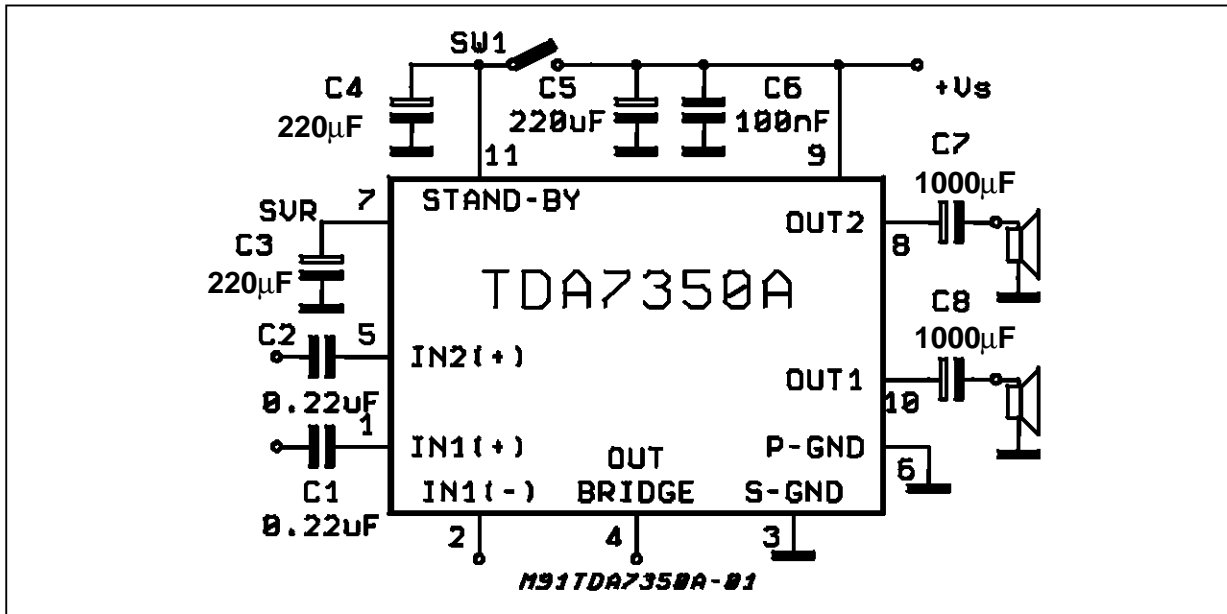 SW1
C4
220µF
C5
220uF
C6
100nF
+Vs
11
9
C7
1000µF
7
SVR
STAND-BY
OUT2
8
C3
220µF
TDA7350A
C8
1000µF
C2
5
IN2(+)
0.22uF
OUT1
10
1
IN1(+)
OUT
BRIDGE
P-GND
6
C1
0.22uF
IN1(-)
S-GND
2
4
3
M91TDA7350A-01